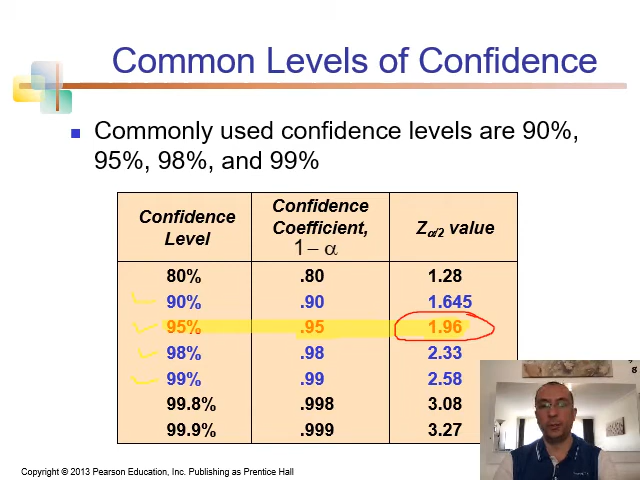 Common Levels of Confidence
Commonly used confidence levels are 90%,
95%, 98%, and 99%
Confidence Level
Confidence Coefficient, 1 − α
Zα/2 value
80% .80 1.28
90% .90 1.645
95% .95 1.96
98% .98 2.33
99% .99 2.58
99.8% .998 3.08
99.9% .999 3.27
Copyright © 2013 Pearson Education, Inc. Publishing as Prentice Hall